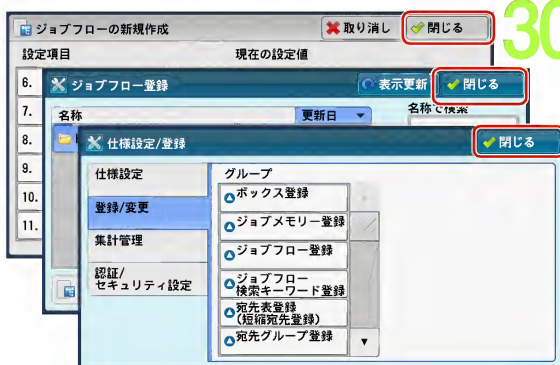 30
ジョブフローの新規作成
取り消し
閉じる
設定項目
現在の設定値
6.
ジョブフロー登録
表示更新
閉じる
7.
名称
更新日
名称で検索
8.
仕様設定/登録
閉じる
9.
仕様設定
グループ
10.
登録/変更
ボックス登録
11.
ジョブメモリー登録
集計管理
ジョブフロー登録
認証/
セキュリティ設定
ジョブフロー
検索キーワード登録
宛先表登録
(短縮宛先登録)
宛先グループ登録